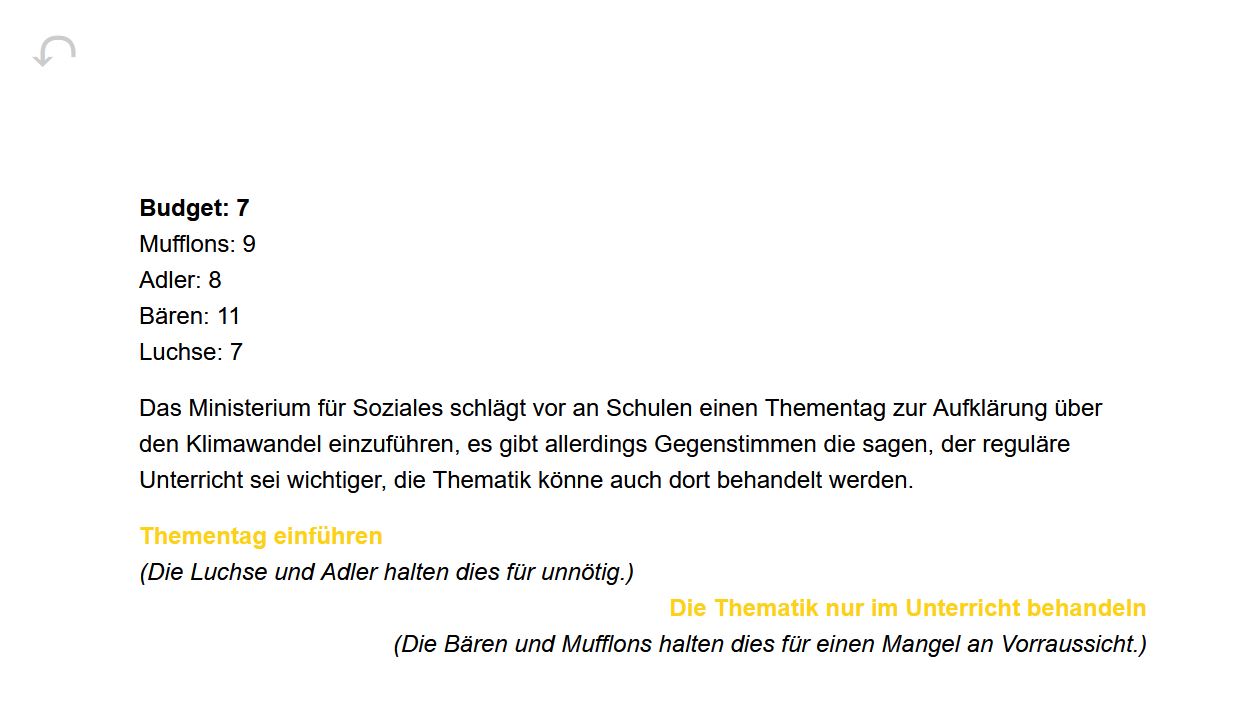 Budget: 7
Mufflons: 9
Adler: 8
Bären: 11
Luchse: 7
Das Ministerium für Soziales schlägt vor an Schulen einen Thementag zur Aufklärung über
den Klimawandel einzuführen, es gibt allerdings Gegenstimmen die sagen, der reguläre
Unterricht sei wichtiger, die Thematik könne auch dort behandelt werden.
Thementag einführen
(Die Luchse und Adler halten dies für unnötig.)
Die Thematik nur im Unterricht behandeln
(Die Bären und Mufflons halten dies für einen Mangel an Vorraussicht.)